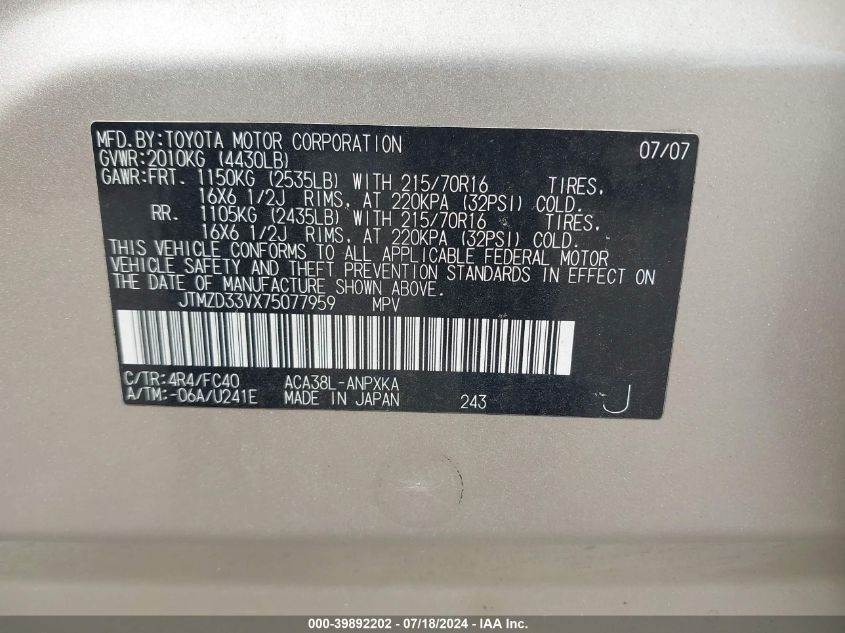 MFD.BY:TOYOTA MOTOR CORPORATION 07/07
GVWR:2010KG (4430LB)
GAWR:FRT. 1150KG (2535LB) WITH 215/70R16 TIRES,
16X6 1/2J RIMS, AT 220KPA (32PSI) COLD.
RR. 1105KG (2435LB) WITH 215/70R16 TIRES,
16X6 1/2J RIMS, AT 220KPA (32PSI) COLD.
THIS VEHICLE CONFORMS TO ALL APPLICABLE FEDERAL MOTOR
VEHICLE SAFETY AND THEFT PREVENTION STANDARDS IN EFFECT ON
THE DATE OF MANUFACTURE SHOWN ABOVE.
JTMZD33VX75077959 MPV
C/TR:4R4/FC40 ACA38L-ANPXKA
A/TM:-06A/U241E MADE IN JAPAN 243 J
000-39892202 - 07/18/2024 - IAA Inc.